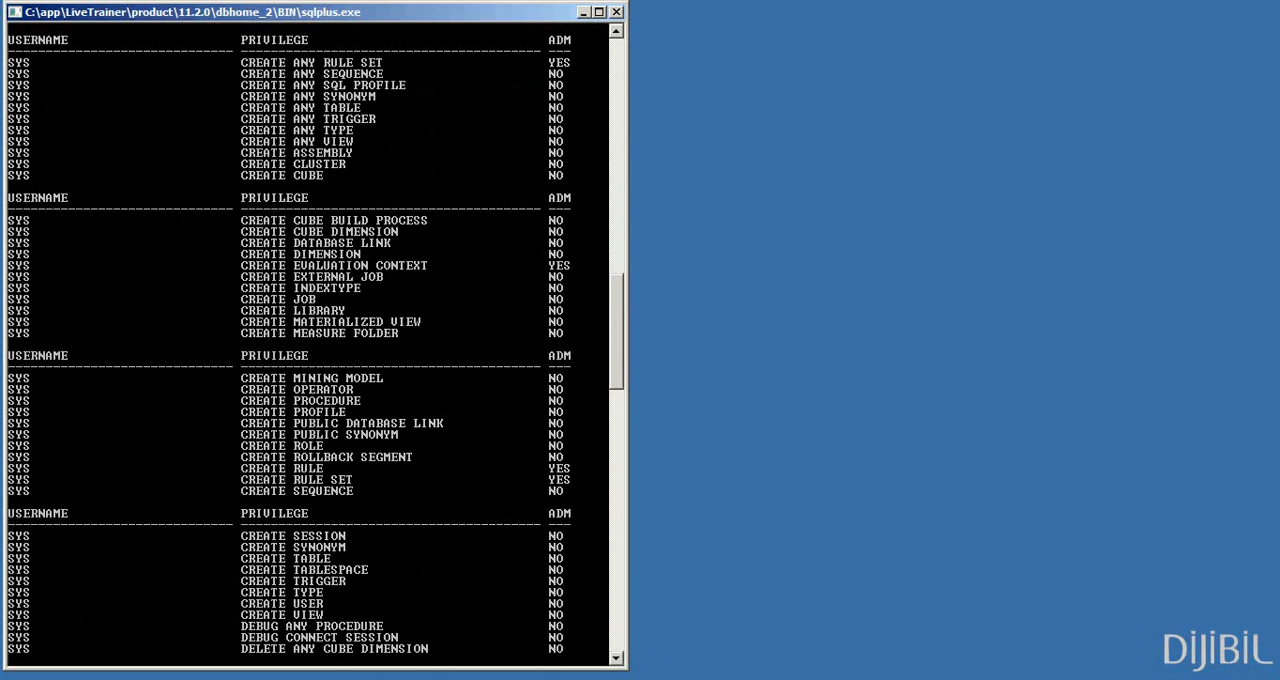 C:\app\LiveTrainer\product\11.2.0\dbhome_2\BIN\sqlplus.exe
USERNAME PRIVILEGE ADM
SYS CREATE ANY RULE SET YES
SYS CREATE ANY SEQUENCE NO
SYS CREATE ANY SQL PROFILE NO
SYS CREATE ANY SYNONYM NO
SYS CREATE ANY TABLE NO
SYS CREATE ANY TRIGGER NO
SYS CREATE ANY TYPE NO
SYS CREATE ANY VIEW NO
SYS CREATE ASSEMBLY NO
SYS CREATE CLUSTER NO
SYS CREATE CUBE NO
USERNAME PRIVILEGE ADM
SYS CREATE CUBE BUILD PROCESS NO
SYS CREATE CUBE DIMENSION NO
SYS CREATE DATABASE LINK NO
SYS CREATE DIMENSION NO
SYS CREATE EVALUATION CONTEXT YES
SYS CREATE EXTERNAL JOB NO
SYS CREATE INDEXTYPE NO
SYS CREATE JOB NO
SYS CREATE LIBRARY NO
SYS CREATE MATERIALIZED VIEW NO
SYS CREATE MEASURE FOLDER NO
USERNAME PRIVILEGE ADM
SYS CREATE MINING MODEL NO
SYS CREATE OPERATOR NO
SYS CREATE PROCEDURE NO
SYS CREATE PROFILE NO
SYS CREATE PUBLIC DATABASE LINK NO
SYS CREATE PUBLIC SYNONYM NO
SYS CREATE ROLE NO
SYS CREATE ROLLBACK SEGMENT NO
SYS CREATE RULE YES
SYS CREATE RULE SET YES
SYS CREATE SEQUENCE NO
USERNAME PRIVILEGE ADM
SYS CREATE SESSION NO
SYS CREATE SYNONYM NO
SYS CREATE TABLE NO
SYS CREATE TABLESPACE NO
SYS CREATE TRIGGER NO
SYS CREATE TYPE NO
SYS CREATE USER NO
SYS CREATE VIEW NO
SYS DEBUG ANY PROCEDURE NO
SYS DEBUG CONNECT SESSION NO
SYS DELETE ANY CUBE DIMENSION NO
DIJIBIL